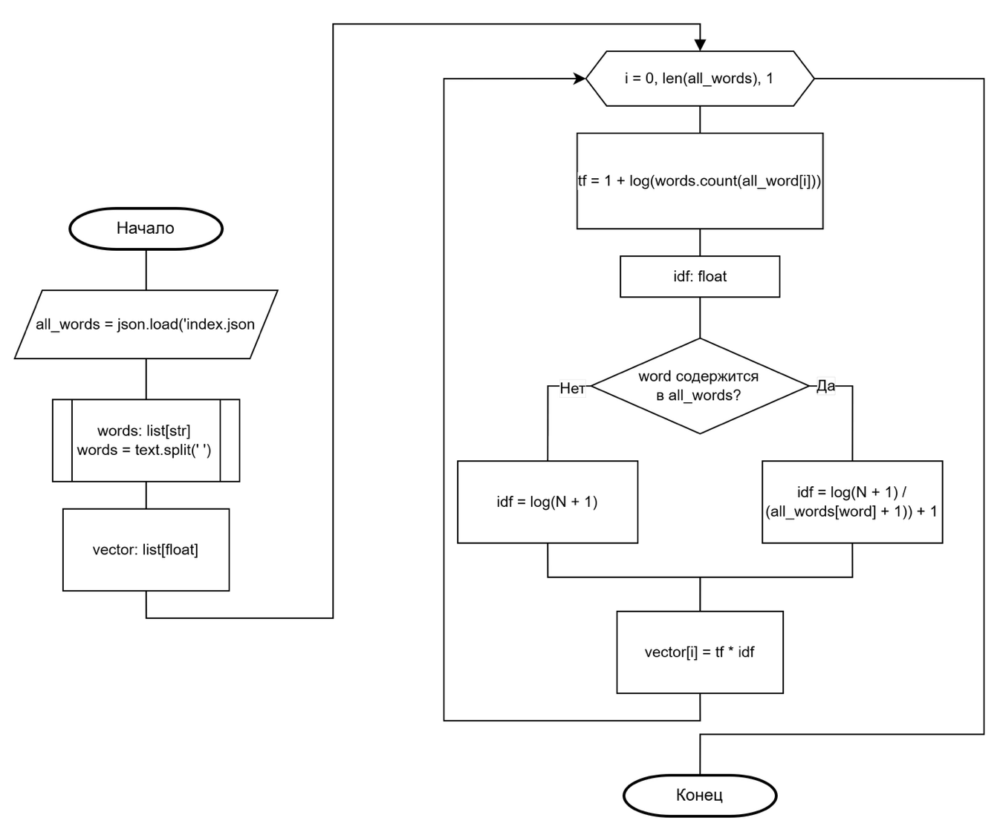 Начало
all_words = json.load('index.json
words: list[str]
words = text.split(' ')
vector: list[float]
i = 0, len(all_words), 1
tf = 1 + log(words.count(all_word[i]))
idf: float
word содержится
в all_words?
Нет
Да
idf = log(N + 1)
idf = log(N + 1) /
(all_words[word] + 1)) + 1
vector[i] = tf * idf
Конец